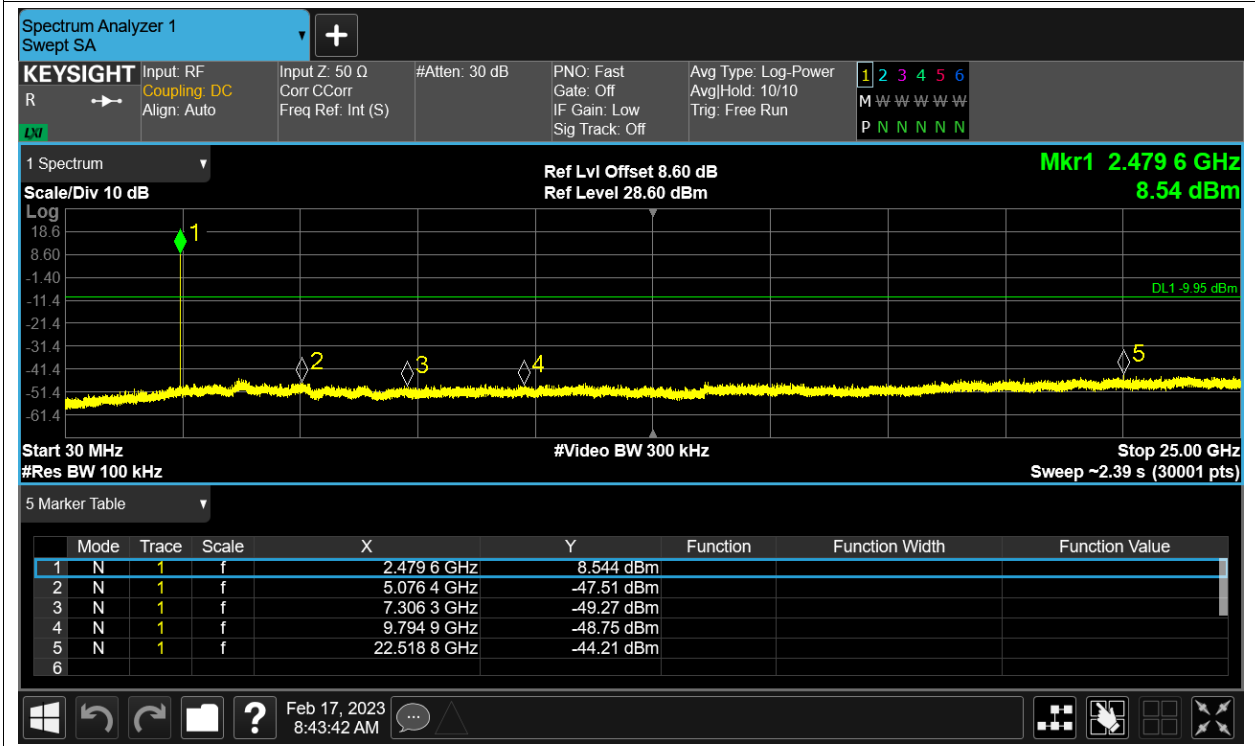 Spectrum Analyzer 1
Swept SA
+
KEYSIGHT
R
LXI
Input: RF
Coupling: DC
Align: Auto
Input Z: 50 Ω
Corr CCorr
Freq Ref: Int (S)
#Atten: 30 dB
PNO: Fast
Gate: Off
IF Gain: Low
Sig Track: Off
Avg Type: Log-Power
Avg|Hold: 10/10
Trig: Free Run
1 2 3 4 5 6
M W W W W W
P N N N N N
1 Spectrum
Scale/Div 10 dB
Ref Lvl Offset 8.60 dB
Ref Level 28.60 dBm
Mkr1 2.479 6 GHz
8.54 dBm
Log
18.6
8.60
-1.40
-11.4
-21.4
-31.4
-41.4
-51.4
-61.4
1
2
3
4
5
DL1 -9.95 dBm
Start 30 MHz
#Res BW 100 kHz
#Video BW 300 kHz
Stop 25.00 GHz
Sweep ~2.39 s (30001 pts)
5 Marker Table
Mode Trace Scale X Y Function Function Width Function Value
1 N 1 f 2.479 6 GHz 8.544 dBm
2 N 1 f 5.076 4 GHz -47.51 dBm
3 N 1 f 7.306 3 GHz -49.27 dBm
4 N 1 f 9.794 9 GHz -48.75 dBm
5 N 1 f 22.518 8 GHz -44.21 dBm
6
?
Feb 17, 2023
8:43:42 AM